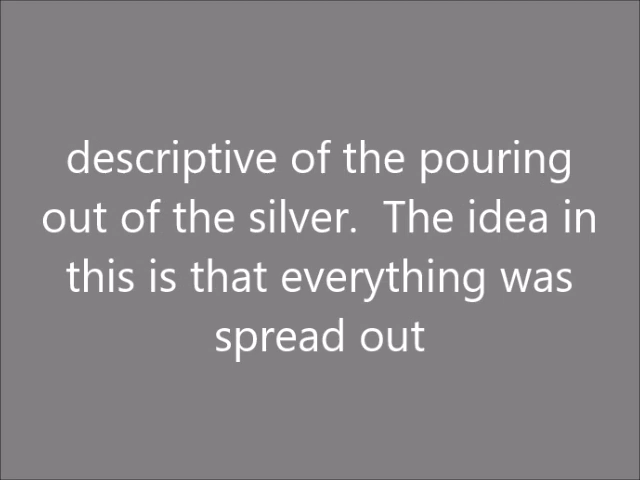 descriptive of the pouring
out of the silver.  The idea in
this is that everything was
spread out